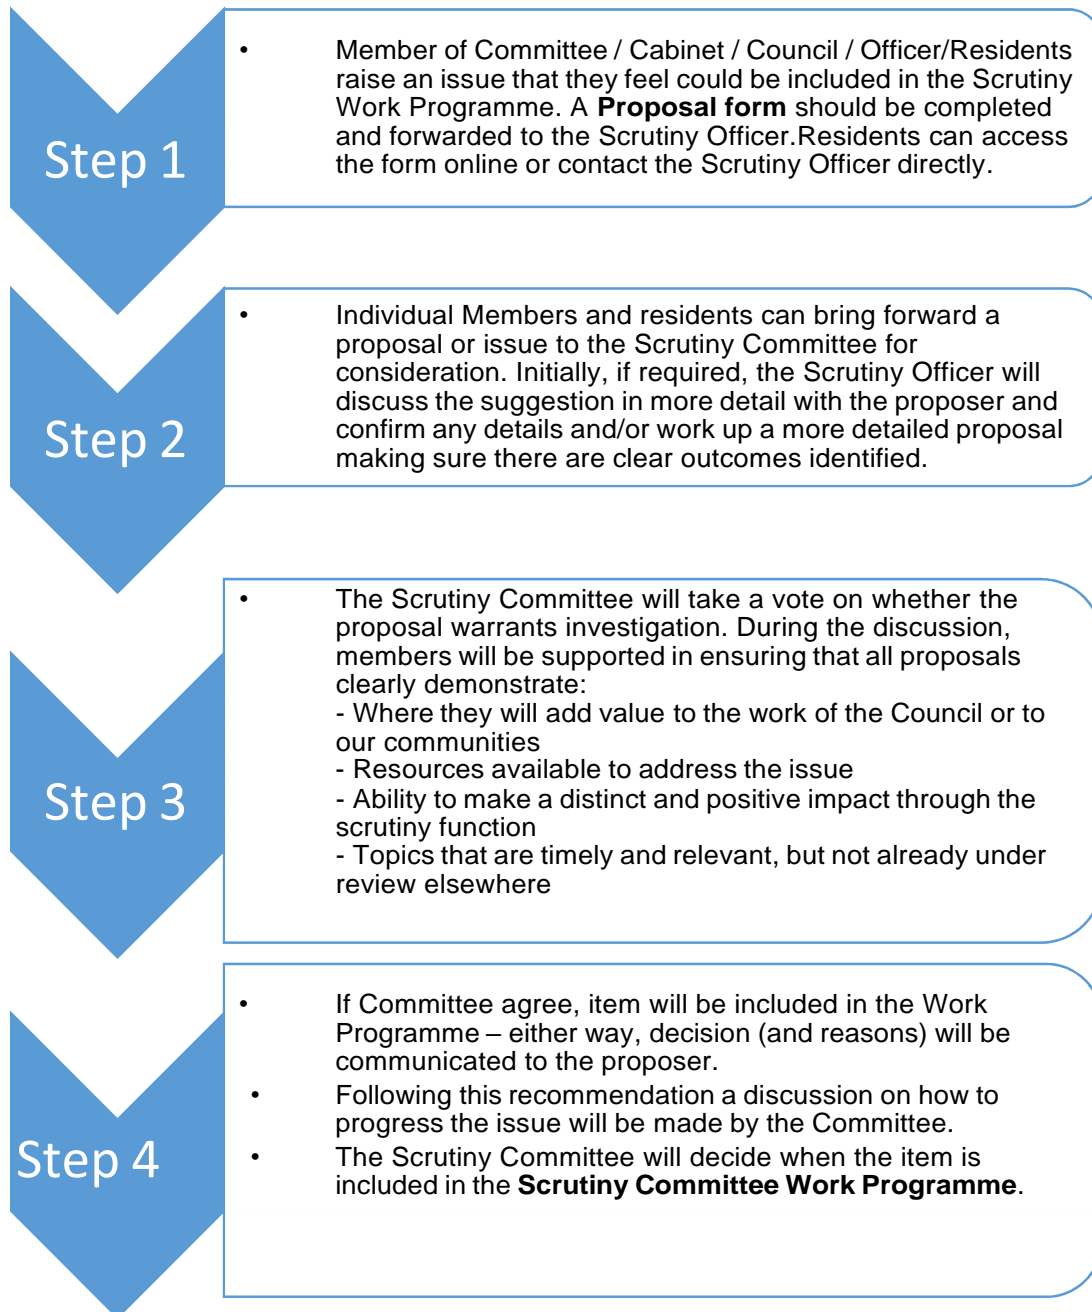 Step 1
• Member of Committee / Cabinet / Council / Officer/Residents
raise an issue that they feel could be included in the Scrutiny
Work Programme. A Proposal form should be completed
and forwarded to the Scrutiny Officer.Residents can access
the form online or contact the Scrutiny Officer directly.
Step 2
• Individual Members and residents can bring forward a
proposal or issue to the Scrutiny Committee for
consideration. Initially, if required, the Scrutiny Officer will
discuss the suggestion in more detail with the proposer and
confirm any details and/or work up a more detailed proposal
making sure there are clear outcomes identified.
Step 3
• The Scrutiny Committee will take a vote on whether the
proposal warrants investigation. During the discussion,
members will be supported in ensuring that all proposals
clearly demonstrate:
- Where they will add value to the work of the Council or to
our communities
- Resources available to address the issue
- Ability to make a distinct and positive impact through the
scrutiny function
- Topics that are timely and relevant, but not already under
review elsewhere
Step 4
• If Committee agree, item will be included in the Work
Programme – either way, decision (and reasons) will be
communicated to the proposer.
• Following this recommendation a discussion on how to
progress the issue will be made by the Committee.
• The Scrutiny Committee will decide when the item is
included in the Scrutiny Committee Work Programme.